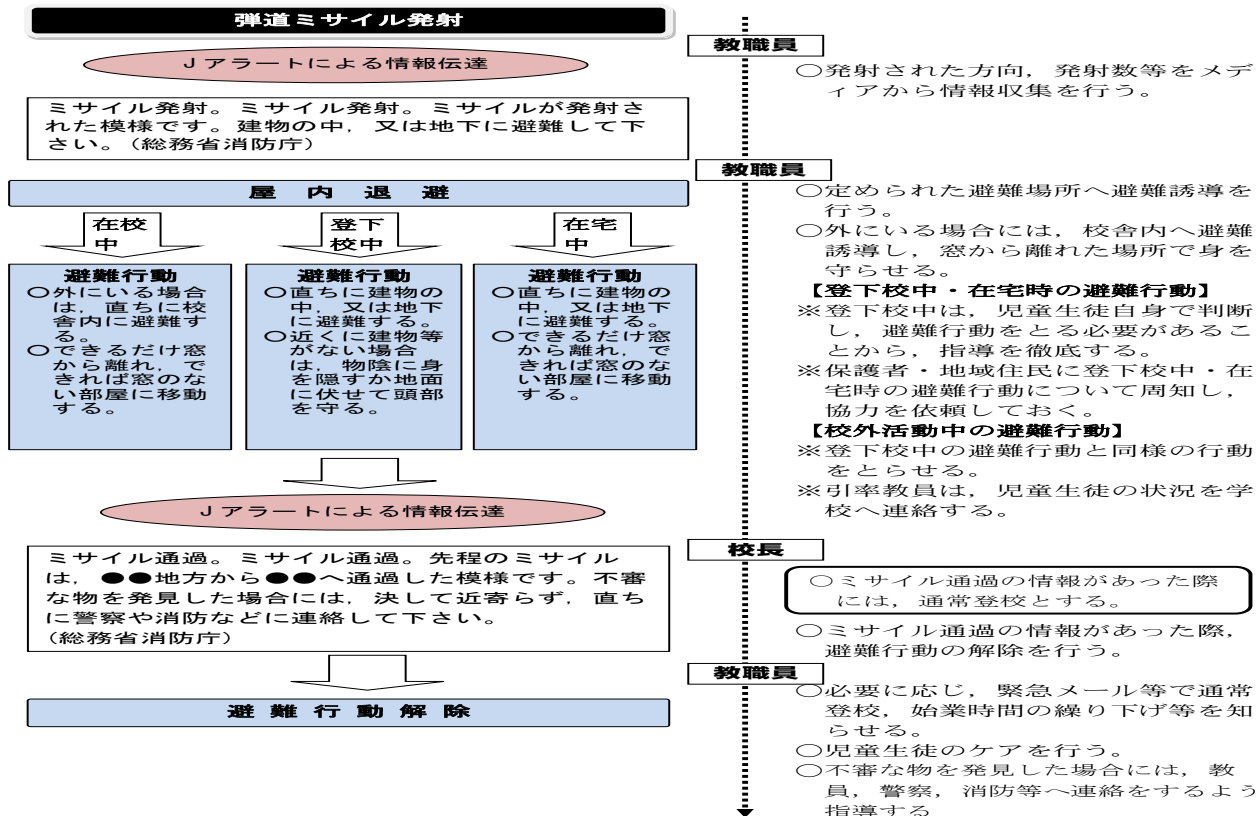 弾道ミサイル発射
Jアラートによる情報伝達
ミサイル発射。ミサイル発射。ミサイルが発射さ
れた模様です。建物の中，又は地下に避難して下
さい。(総務省消防庁)
屋内退避
在校
中
登下
校中
在宅
中
避難行動
○外にいる場合
は，直ちに校
舎内に避難す
る。
○できるだけ窓
から離れ，で
きれば窓のな
い部屋に移動
する。
避難行動
○直ちに建物の
中，又は地下
に避難する。
○近くに建物等
がない場合
は，物陰に身
を隠すか地面
に伏せて頭部
を守る。
避難行動
○直ちに建物の
中，又は地下
に避難する。
○できるだけ窓
から離れ，で
きれば窓のな
い部屋に移動
する。
Jアラートによる情報伝達
ミサイル通過。ミサイル通過。先程のミサイル
は，●●地方から●●へ通過した模様です。不審
な物を発見した場合には，決して近寄らず，直ち
に警察や消防などに連絡して下さい。
(総務省消防庁)
避難行動解除
教職員
○発射された方向，発射数等をメデ
ィアから情報収集を行う。
教職員
○定められた避難場所へ避難誘導を
行う。
○外にいる場合には，校舎内へ避難
誘導し，窓から離れた場所で身を
守らせる。
【登下校中・在宅時の避難行動】
※登下校中は，児童生徒自身で判断
し，避難行動をとる必要があるこ
とから，指導を徹底する。
※保護者・地域住民に登下校中・在
宅時の避難行動について周知し，
協力を依頼しておく。
【校外活動中の避難行動】
※登下校中の避難行動と同様の行動
をとらせる。
※引率教員は，児童生徒の状況を学
校へ連絡する。
校長
○ミサイル通過の情報があった際
には，通常登校とする。
○ミサイル通過の情報があった際，
避難行動の解除を行う。
教職員
○必要に応じ，緊急メール等で通常
登校，始業時間の繰り下げ等を知
らせる。
○児童生徒のケアを行う。
○不審な物を発見した場合には，教
員，警察，消防等へ連絡をするよう
指導する